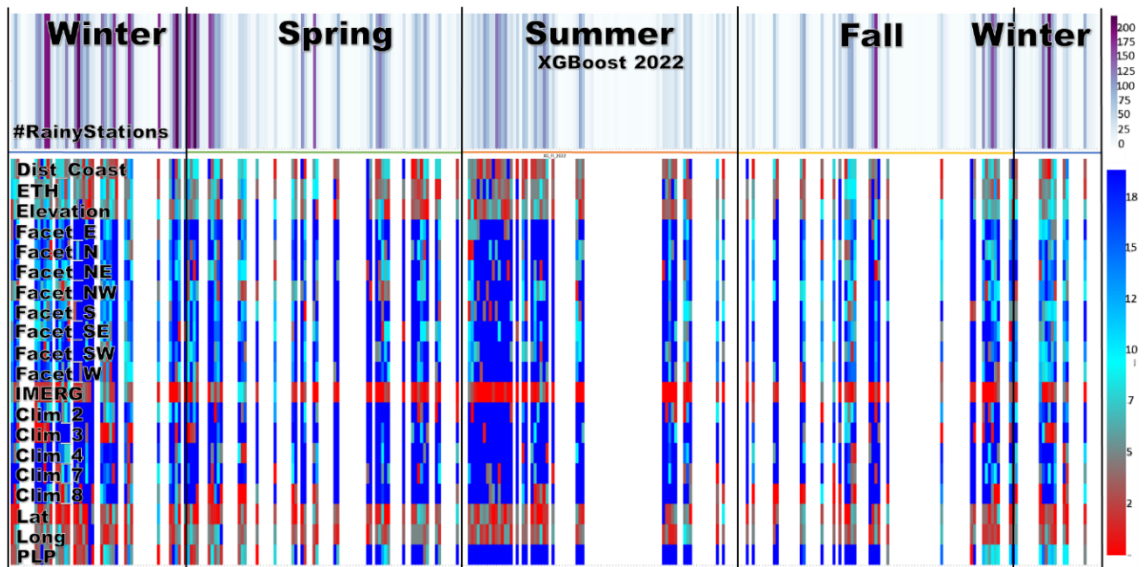 Winter Spring Summer Fall Winter
XGBoost 2022
#RainyStations
200
175
150
125
100
75
50
25
0
Dist_Coast
ETH
Elevation
Facet_E
Facet_N
Facet_NE
Facet_NW
Facet_S
Facet_SE
Facet_SW
Facet_W
IMERG
Clim_2
Clim_3
Clim_4
Clim_7
Clim_8
Lat
Long
PLP
18
10
7
5
2